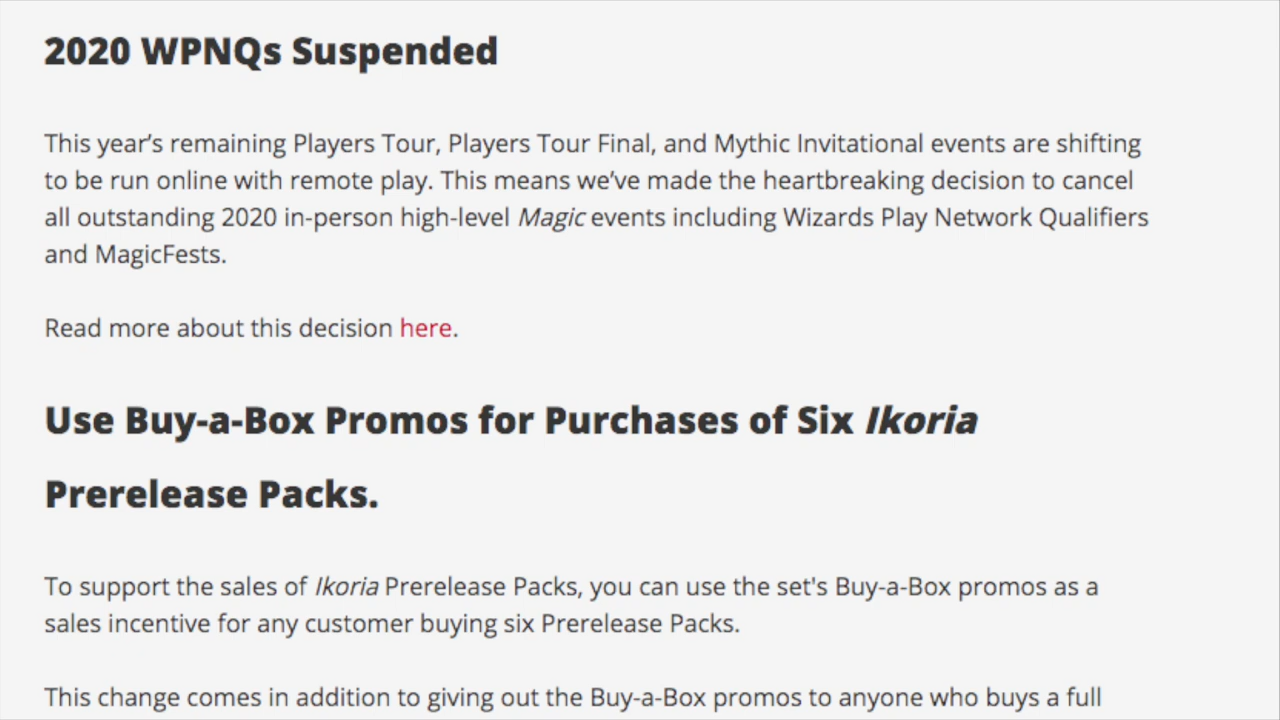 2020 WPNQs Suspended
This year’s remaining Players Tour, Players Tour Final, and Mythic Invitational events are shifting
to be run online with remote play. This means we’ve made the heartbreaking decision to cancel
all outstanding 2020 in-person high-level Magic events including Wizards Play Network Qualifiers
and MagicFests.
Read more about this decision here.
Use Buy-a-Box Promos for Purchases of Six Ikoria
Prerelease Packs.
To support the sales of Ikoria Prerelease Packs, you can use the set's Buy-a-Box promos as a
sales incentive for any customer buying six Prerelease Packs.
This change comes in addition to giving out the Buy-a-Box promos to anyone who buys a full